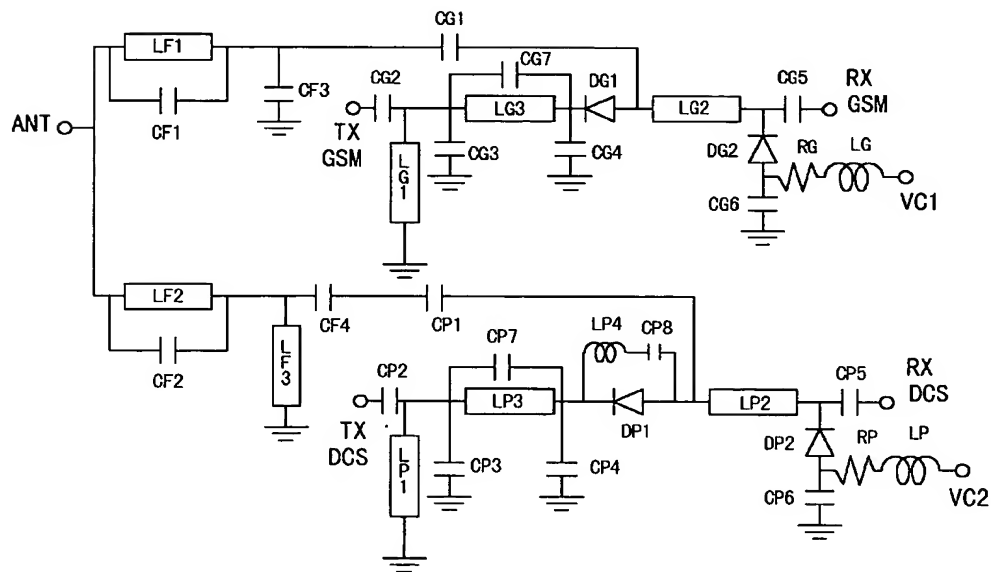 CG1
LF1
CG7
CG2
CF3
DG1
CG5
RX
GSM
LG3
LG2
ANT
CF1
TX
GSM
CG3
CG4
DG2
RG
LG
LG1
CG6
VC1
LF2
CF4
CP1
LP4
CP8
CP7
CF2
LF3
CP2
RX
DCS
CP5
LP3
LP2
TX
DCS
DP1
DP2
RP
LP
LP1
CP3
CP4
CP6
VC2